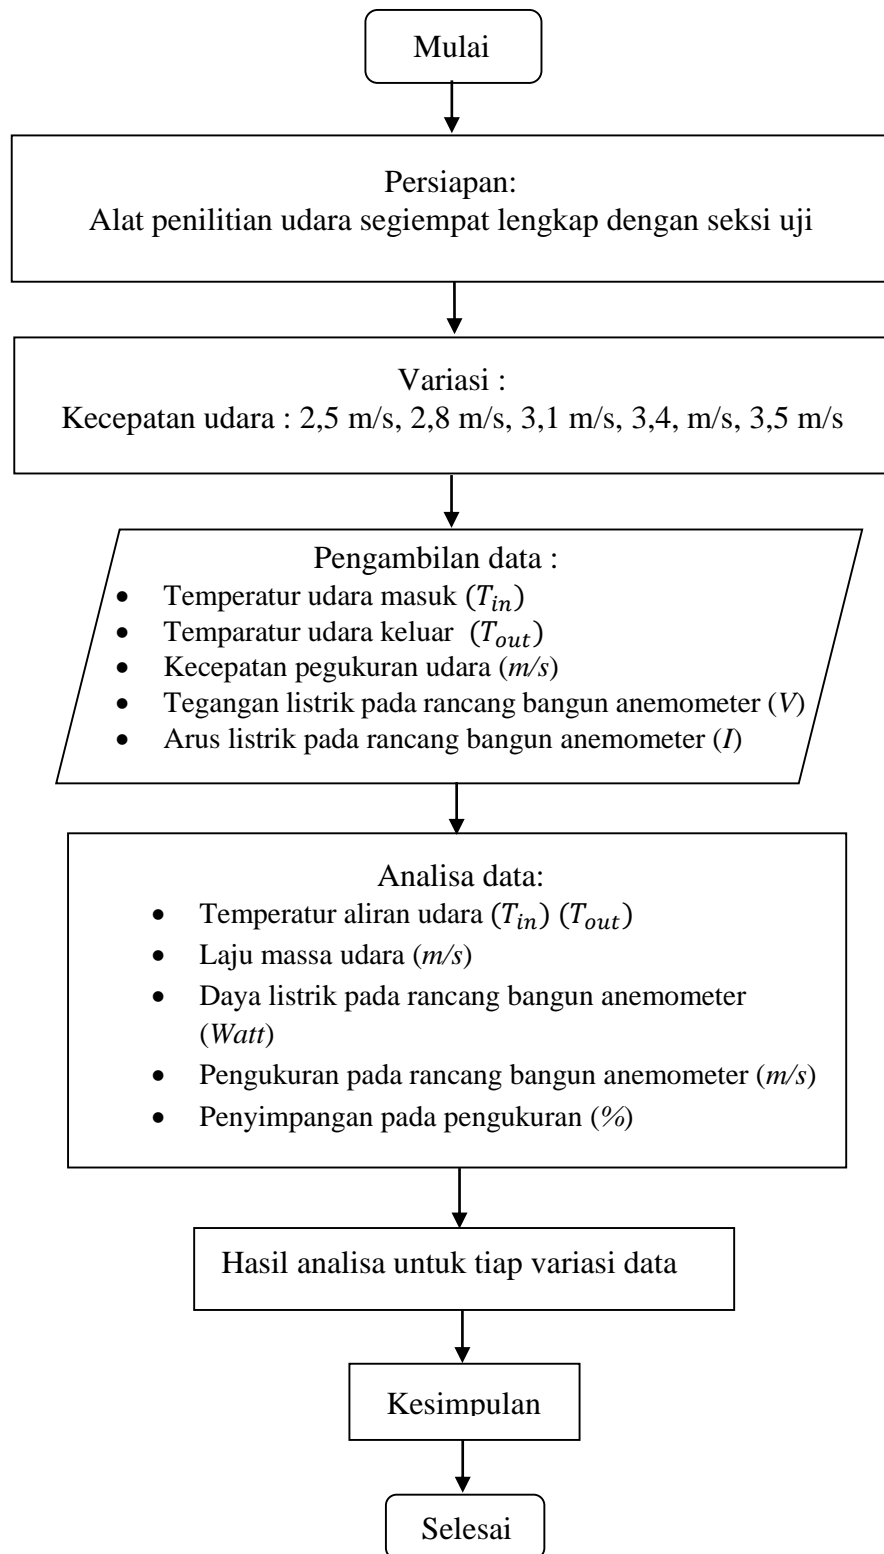 Mulai
Persiapan:
Alat penilitian udara segiempat lengkap dengan seksi uji
Variasi :
Kecepatan udara : 2,5 m/s, 2,8 m/s, 3,1 m/s, 3,4, m/s, 3,5 m/s
Pengambilan data :
• Temperatur udara masuk (T_in)
• Temparatur udara keluar (T_out)
• Kecepatan pegukuran udara (m/s)
• Tegangan listrik pada rancang bangun anemometer (V)
• Arus listrik pada rancang bangun anemometer (I)
Analisa data:
• Temperatur aliran udara (T_in) (T_out)
• Laju massa udara (m/s)
• Daya listrik pada rancang bangun anemometer
(Watt)
• Pengukuran pada rancang bangun anemometer (m/s)
• Penyimpangan pada pengukuran (%)
Hasil analisa untuk tiap variasi data
Kesimpulan
Selesai